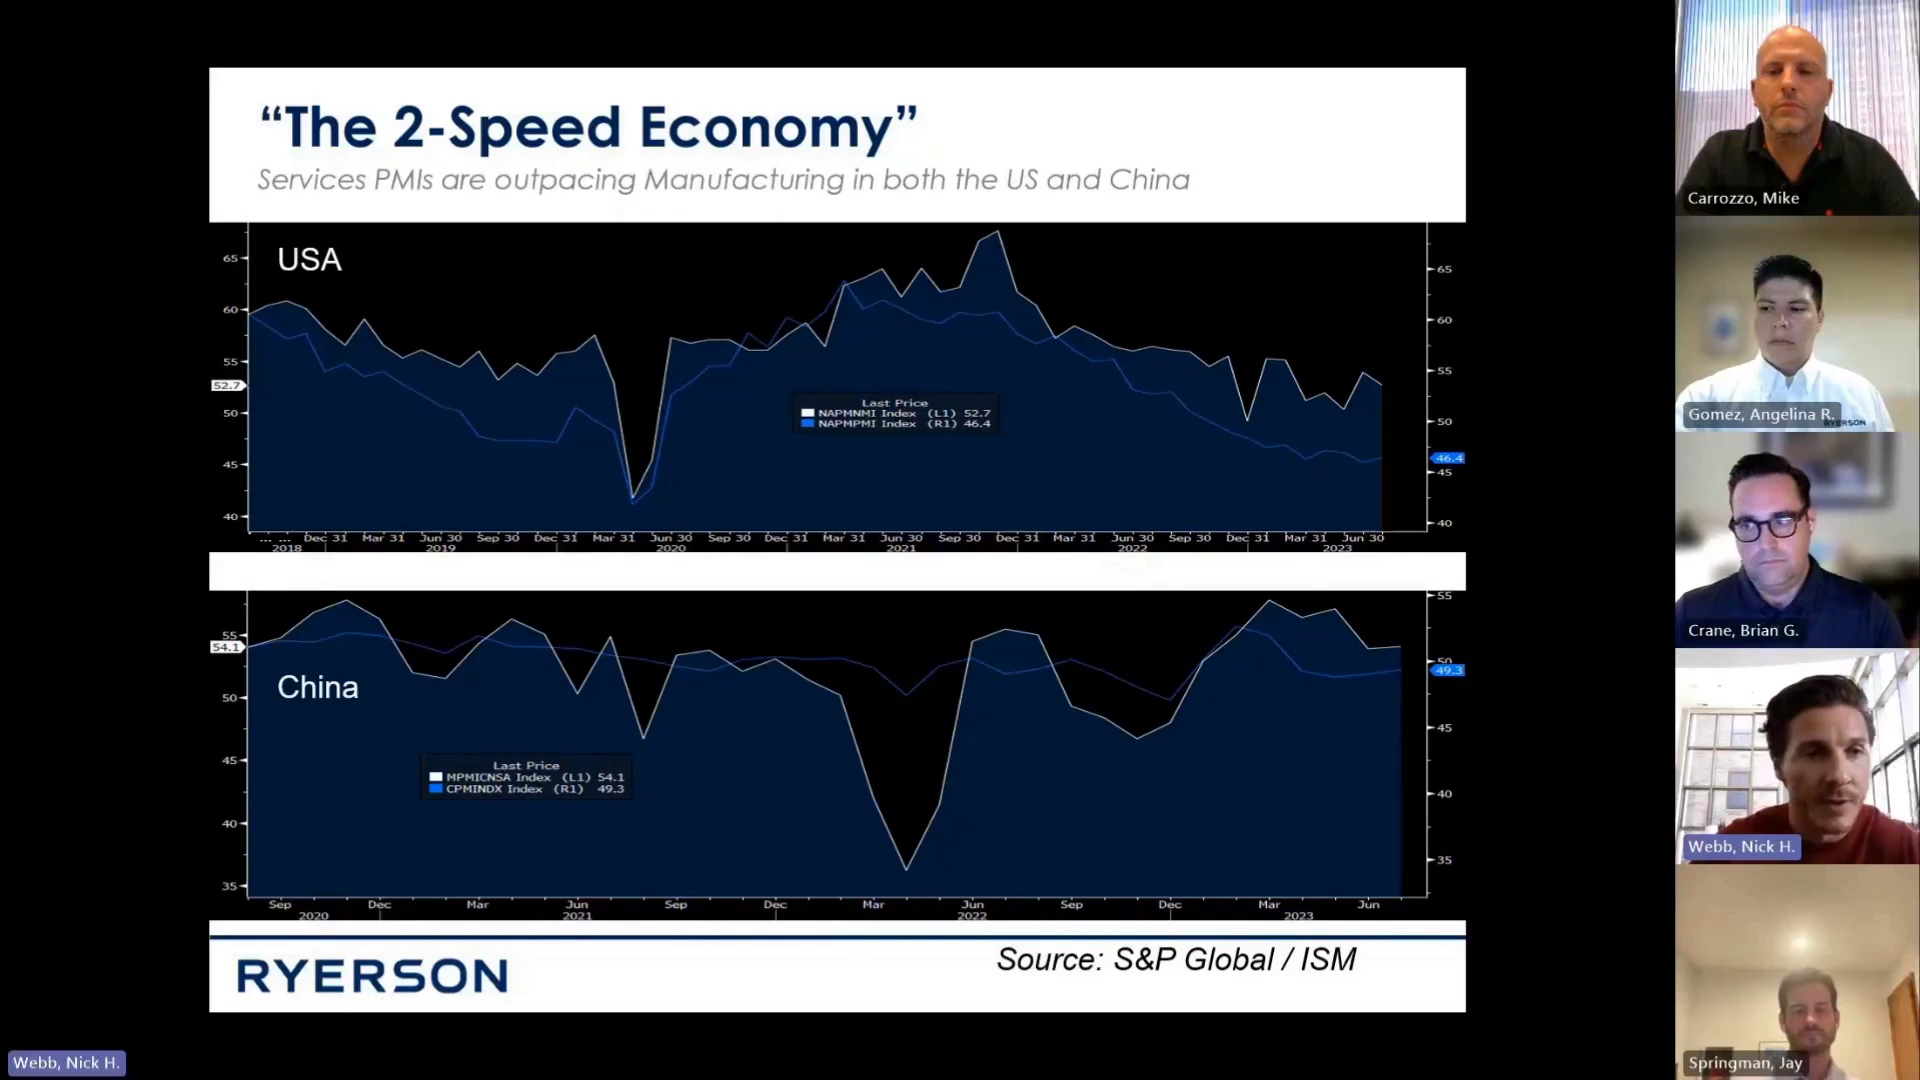 “The 2-Speed Economy”
Services PMIs are outpacing Manufacturing in both the US and China
USA
65
60
55
52.7
50
45
40
65
60
55
50
46.4
45
40
Last Price
NAPMNMI Index (L1) 52.7
NAPMPMI Index (R1) 46.4
... ... Dec 31 Mar 31 Jun 30 Sep 30 Dec 31 Mar 31 Jun 30 Sep 30 Dec 31 Mar 31 Jun 30 Sep 30 Dec 31 Mar 31 Jun 30 Sep 30 Dec 31 Mar 31 Jun 30
2018 2019 2020 2021 2022 2023
China
55
54.1
50
45
40
35
55
50
49.3
45
40
35
Last Price
MPMICNSA Index (L1) 54.1
CPMINDX Index (R1) 49.3
Sep Dec Mar Jun Sep Dec Mar Jun Sep Dec Mar Jun
2020 2021 2022 2023
Source: S&P Global / ISM
RYERSON
Webb, Nick H.
Carrozzo, Mike
Gomez, Angelina R.
RYERSON
Crane, Brian G.
Webb, Nick H.
Springman, Jay